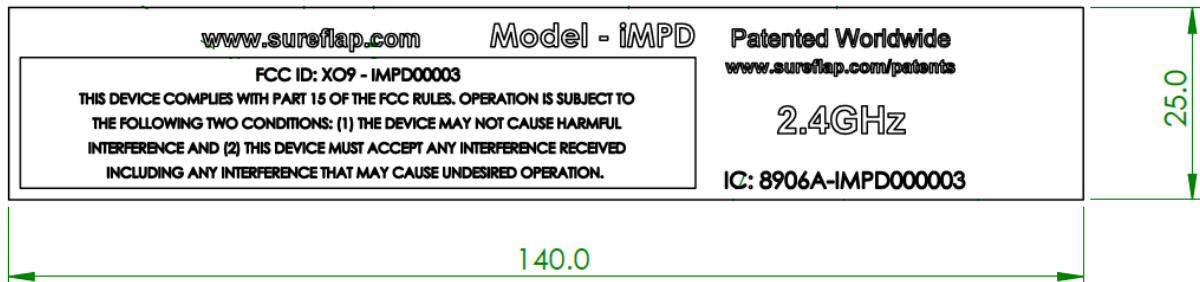 www.sureflap.com
Model - iMPD
Patented Worldwide
www.sureflap.com/patents
FCC ID: XO9 - IMPD00003
THIS DEVICE COMPLIES WITH PART 15 OF THE FCC RULES. OPERATION IS SUBJECT TO
THE FOLLOWING TWO CONDITIONS: (1) THE DEVICE MAY NOT CAUSE HARMFUL
INTERFERENCE AND (2) THIS DEVICE MUST ACCEPT ANY INTERFERENCE RECEIVED
INCLUDING ANY INTERFERENCE THAT MAY CAUSE UNDESIRED OPERATION.
2.4GHz
IC: 8906A-IMPD000003
25.0
140.0